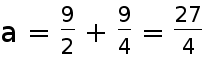 a = 9/2 + 9/4 = 27/4